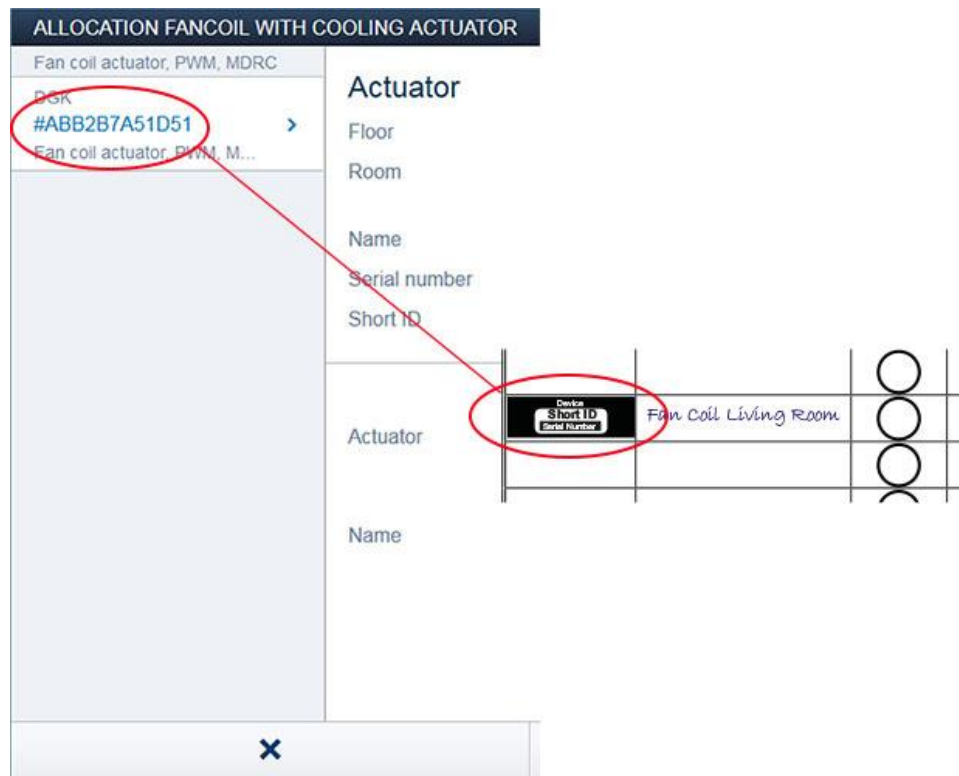 ALLOCATION FANCOIL WITH COOLING ACTUATOR
Fan coil actuator, PWM, MDRC
DGK
#ABB2B7A51D51
Fan coil actuator, PWM, M...
Actuator
Floor
Room
Name
Serial number
Short ID
Actuator
Name
Device
Short ID
Serial Number
Fan Coil Living Room